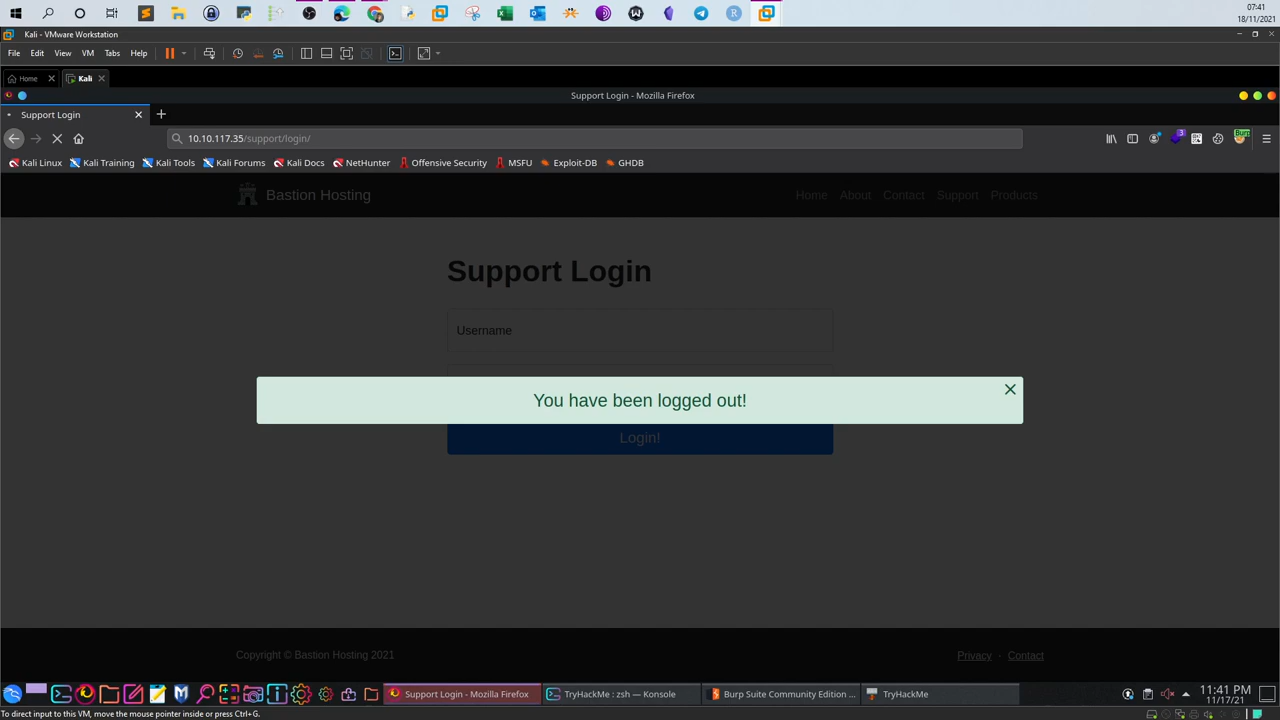 07:41
18/11/21
Kali - VMware Workstation
File Edit View VM Tabs Help
Home Kali
Support Login - Mozilla Firefox
Support Login
10.10.117.35/support/login/
3
Burp
Kali Linux Kali Training Kali Tools Kali Forums Kali Docs NetHunter Offensive Security MSFU Exploit-DB GHDB
Bastion Hosting Home About Contact Support Products
Support Login
Username
You have been logged out!
Login!
Copyright © Bastion Hosting 2021 Privacy - Contact
Support Login - Mozilla Firefox TryHackMe : zsh — Konsole Burp Suite Community Edition ... TryHackMe
11:41 PM
11/17/21
To direct input to this VM, move the mouse pointer inside or press Ctrl+G.